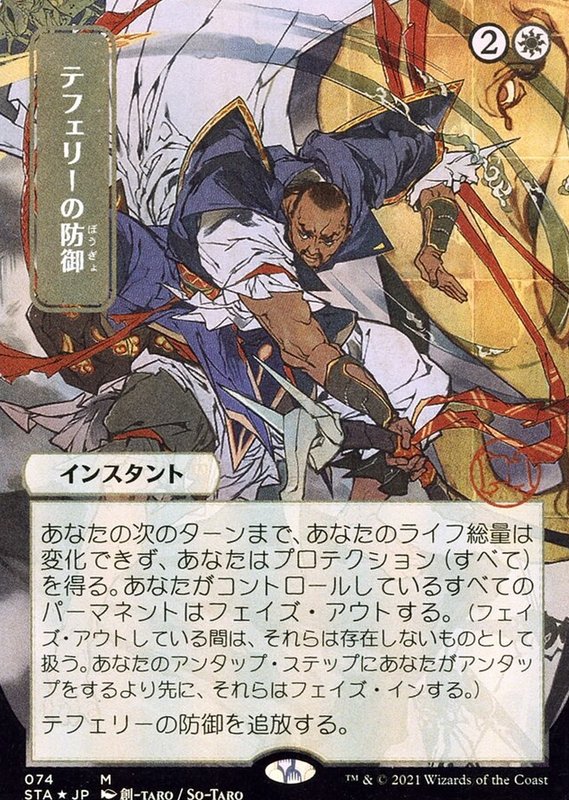 2
テフェリーの防御
ぼうぎょ
インスタント
あなたの次のターンまで、あなたのライフ総量は
変化できず、あなたはプロテクション（すべて）
を得る。あなたがコントロールしているすべての
パーマネントはフェイズ・アウトする。（フェイ
ズ・アウトしている間は、それらは存在しないものとして
扱う。あなたのアンタップ・ステップにあなたがアンタッ
プをするより先に、それらはフェイズ・インする。）
テフェリーの防御を追放する。
074 M
STA ★ JP 創-taro / So-Taro
™ & © 2021 Wizards of the Coast